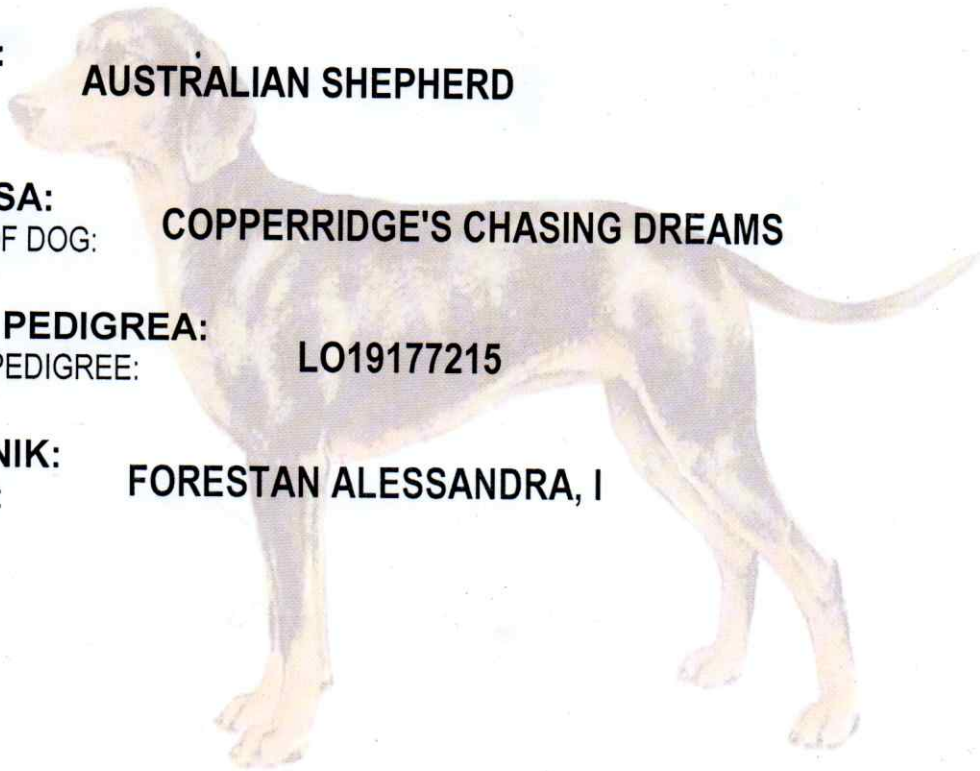 :
AUSTRALIAN SHEPHERD
SA:
F DOG:
COPPERRIDGE'S CHASING DREAMS
PEDIGREA:
PEDIGREE:
LO19177215
NIK:
:
FORESTAN ALESSANDRA, I